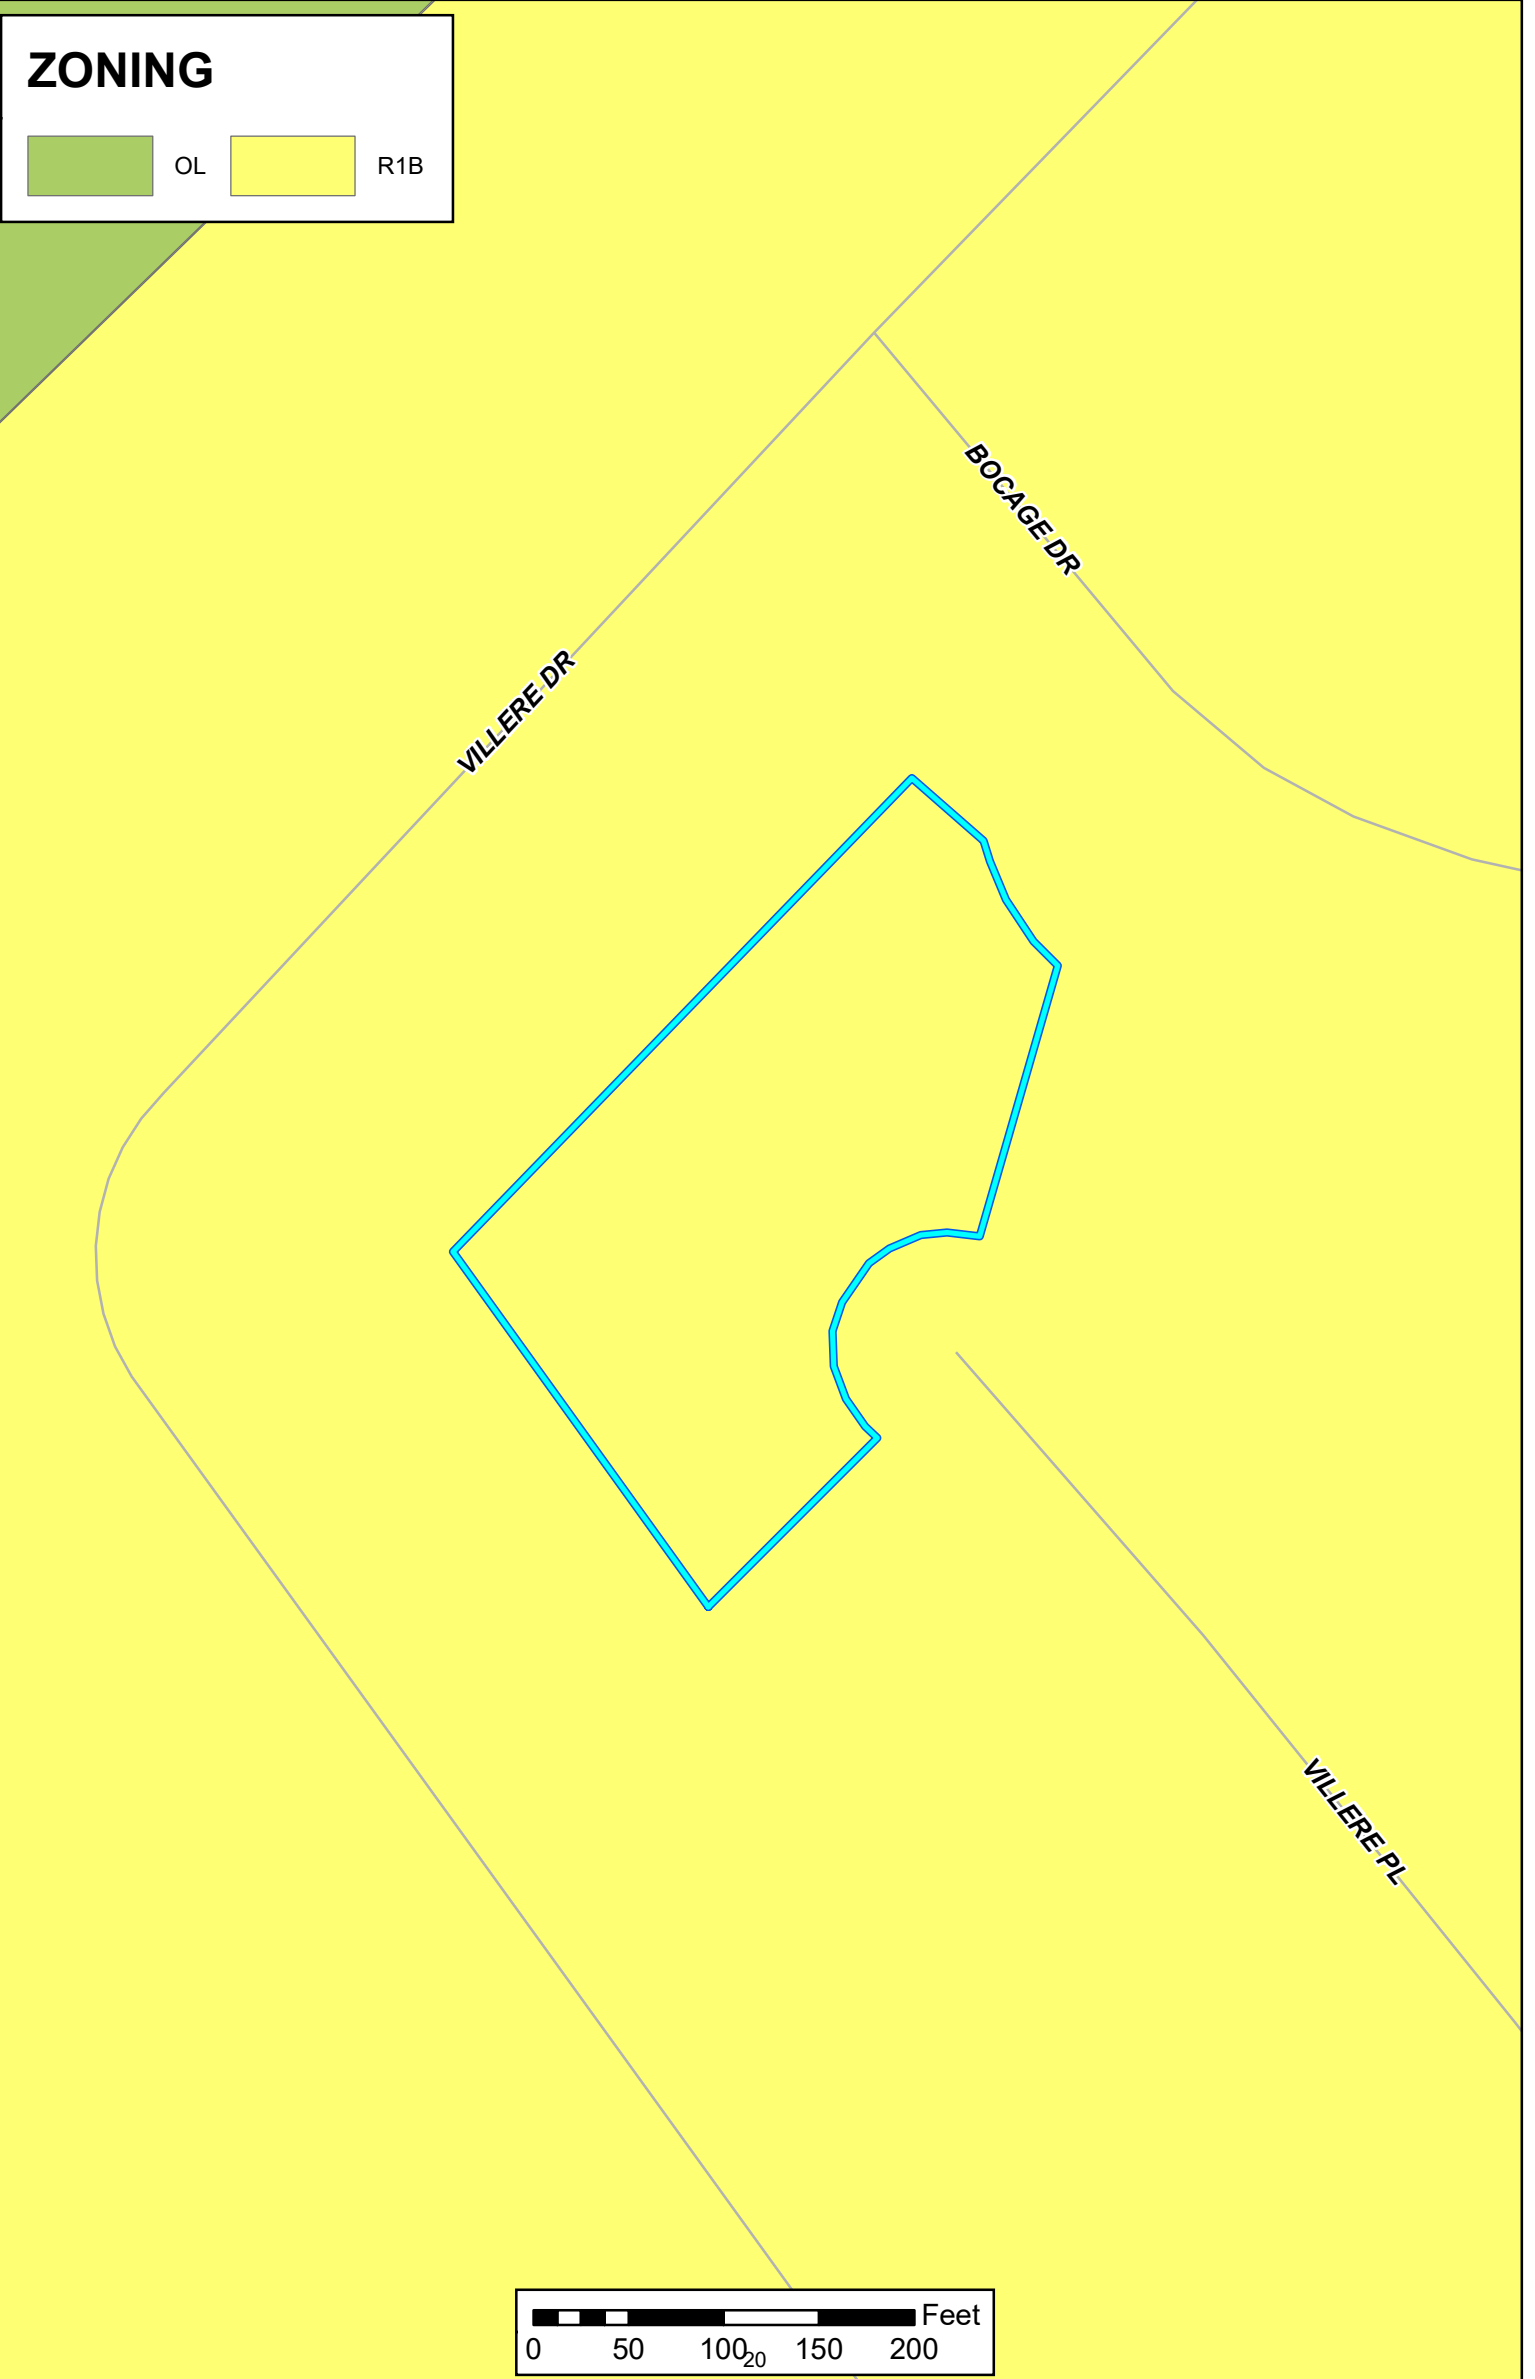 ZONING
OL R1B
BOCAGE DR
VILLERE DR
VILLERE PL
Feet
0 50 100 150 200
20